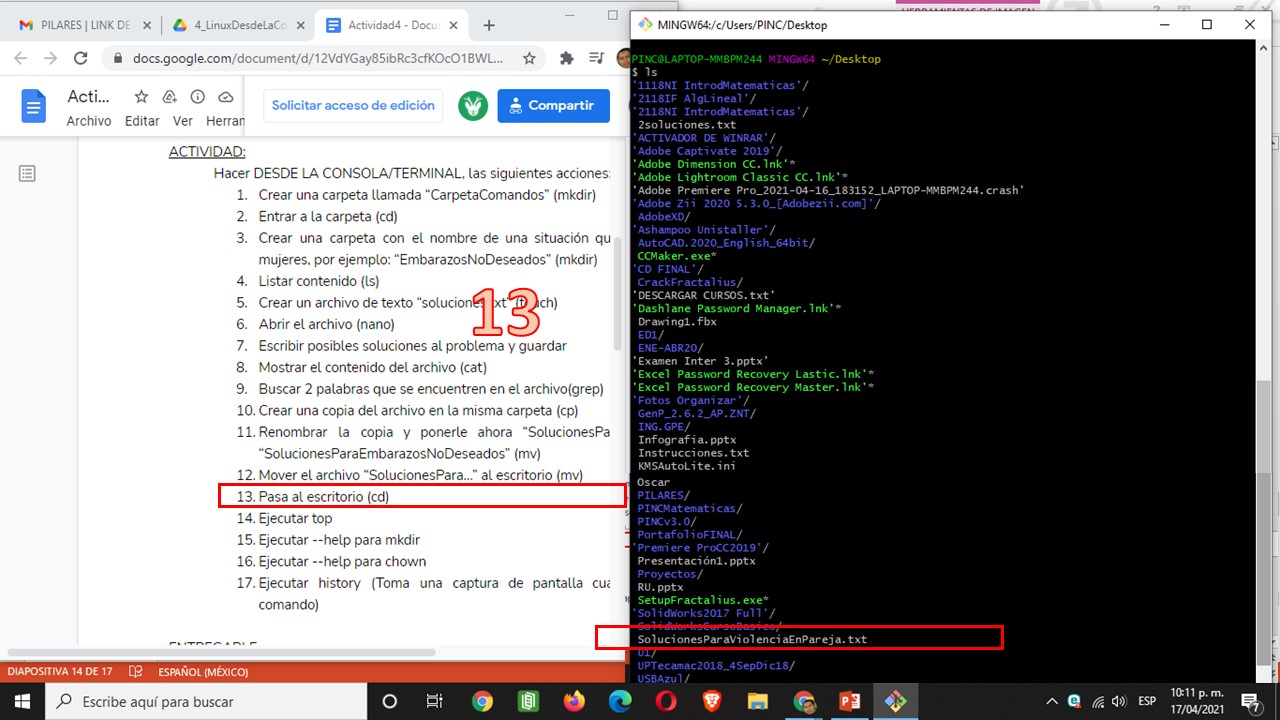 HERRAMIENTAS DE IMAGEN
PILARES | LINK DE
Actividad4 - Docu
docs.google.com/document/d/12VdYGay85ibRc3cfKOcO1BWL...
Acti...
Solicitar acceso de edición
Compartir
Archivo Editar Ver Herran
ACTIVIDAD:
Hacer DESDE LA CONSOLA/TERMINAL, las siguientes acciones:
1. Crear una carpeta llamada “CarpetaComandos” (mkdir)
2. Entrar a la carpeta (cd)
3. Crear una carpeta con el nombre de una situación qu
mujeres, por ejemplo: “EmbarazosNoDeseados” (mkdir)
4. Listar contenido (ls)
5. Crear un archivo de texto
13
6. Abrir el archivo (nano)
7. Escribir posibles soluciones al problema y guardar
8. Mostrar el contenido del archivo (cat)
9. Buscar 2 palabras que se encuentren en el archivo(grep)
10. Crear una copia del archivo en la misma carpeta (cp)
11. Renombrar la copia y ponerle ahora “SolucionesPa
“SolucionesParaEmbarazosNoDeseados” (mv)
12. Mover el archivo “SolucionesPara...” al escritorio (mv)
13. Pasa al escritorio (cd)
14. Ejecutar top
15. Ejecutar --help para mkdir
16. Ejecutar --help para chown
17. Ejecutar history (Toma una captura de pantalla cua
comando)
DIAPOSITIVA 14 DE 17 ESPAÑOL (MÉXICO)
MINGW64:/c/Users/PINC/Desktop
PINC@LAPTOP-MMBPM244 MINGW64 ~/Desktop
$ ls
'1118NI IntrodMatematicas'/
'2118IF AlgLineal'/
'2118NI IntrodMatematicas'/
2soluciones.txt
'ACTIVADOR DE WINRAR'/
'Adobe Captivate 2019'/
'Adobe Dimension CC.lnk'*
'Adobe Lightroom Classic CC.lnk'*
'Adobe Premiere Pro_2021-04-16_183152_LAPTOP-MMBPM244.crash'
'Adobe Zii 2020 5.3.0_[Adobezii.com]'/
AdobeXD/
'Ashampoo Unistaller'/
AutoCAD.2020_English_64bit/
CCMaker.exe*
'CD FINAL'/
CrackFractalius/
'DESCARGAR CURSOS.txt'
'Dashlane Password Manager.lnk'*
Drawing1.fbx
ED1/
ENE-ABR20/
'Examen Inter 3.pptx'
'Excel Password Recovery Lastic.lnk'*
'Excel Password Recovery Master.lnk'*
'Fotos Organizar'/
GenP_2.6.2_AP.ZNT/
ING.GPE/
Infografia.pptx
Instrucciones.txt
KMSAutoLite.ini
Oscar
PILARES/
PINCMatematicas/
PINCv3.0/
PortafolioFINAL/
'Premiere ProCC2019'/
Presentación1.pptx
Proyectos/
RU.pptx
SetupFractalius.exe*
'SolidWorks2017 Full'/
SolidWorksCursoBasico/
SolucionesParaViolenciaEnPareja.txt
U1/
UPTecamac2018_4SepDic18/
USBAzul/
Escribe aquí para buscar
ESP
10:11 p. m.
17/04/2021
7